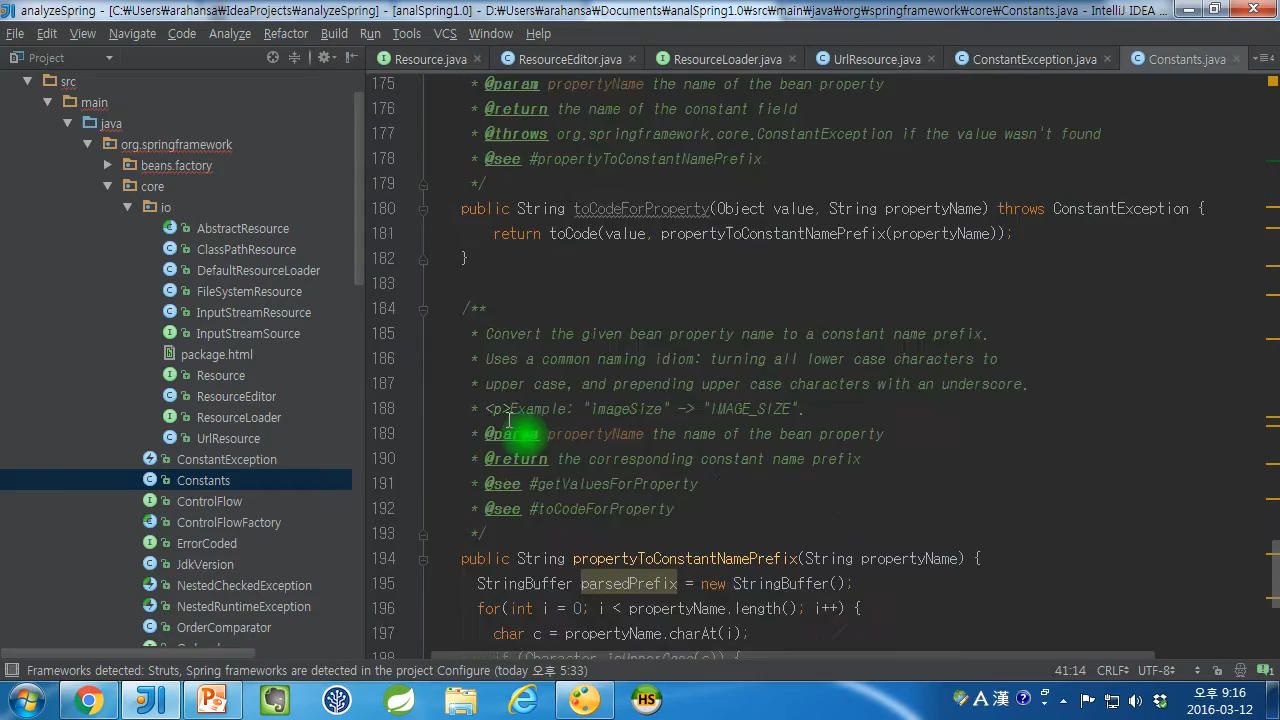 analyzeSpring - [C:\Users\arahansa\IdeaProjects\analyzeSpring] - [analSpring1.0] - D:\Users\arahansa\Documents\analSpring1.0\src\main\java\org\springframework\core\Constants.java - IntelliJ IDEA ...
File Edit View Navigate Code Analyze Refactor Build Run Tools VCS Window Help
Project
Resource.java ResourceEditor.java ResourceLoader.java UrlResource.java ConstantException.java Constants.java
src
main
java
org.springframework
beans.factory
core
io
AbstractResource
ClassPathResource
DefaultResourceLoader
FileSystemResource
InputStreamResource
InputStreamSource
package.html
Resource
ResourceEditor
ResourceLoader
UrlResource
ConstantException
Constants
ControlFlow
ControlFlowFactory
ErrorCoded
JdkVersion
NestedCheckedException
NestedRuntimeException
OrderComparator
175 * @param propertyName the name of the bean property
176 * @return the name of the constant field
177 * @throws org.springframework.core.ConstantException if the value wasn't found
178 * @see #propertyToConstantNamePrefix
179 */
180 public String toCodeForProperty(Object value, String propertyName) throws ConstantException {
181 return toCode(value, propertyToConstantNamePrefix(propertyName));
182 }
183
184 /**
185 * Convert the given bean property name to a constant name prefix.
186 * Uses a common naming idiom: turning all lower case characters to
187 * upper case, and prepending upper case characters with an underscore.
188 * <p>Example: "imageSize" -> "IMAGE_SIZE".
189 * @param propertyName the name of the bean property
190 * @return the corresponding constant name prefix
191 * @see #getValuesForProperty
192 * @see #toCodeForProperty
193 */
194 public String propertyToConstantNamePrefix(String propertyName) {
195 StringBuffer parsedPrefix = new StringBuffer();
196 for(int i = 0; i < propertyName.length(); i++) {
197 char c = propertyName.charAt(i);
198 if (Character.isUpperCase(c)) {
Frameworks detected: Struts, Spring frameworks are detected in the project Configure (today 오후 5:33)
41:14 CRLF÷ UTF-8÷
A 漢
오후 9:16
2016-03-12